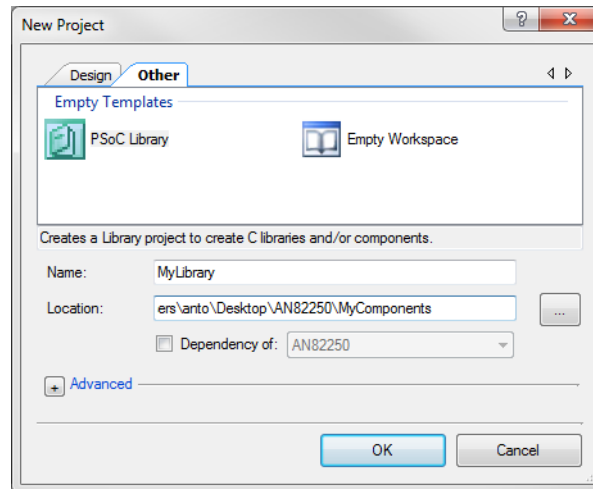 New Project
Design Other
Empty Templates
PSoC Library Empty Workspace
Creates a Library project to create C libraries and/or components.
Name: MyLibrary
Location: ers\anto\Desktop\AN82250\MyComponents ...
Dependency of: AN82250
+ Advanced
OK Cancel